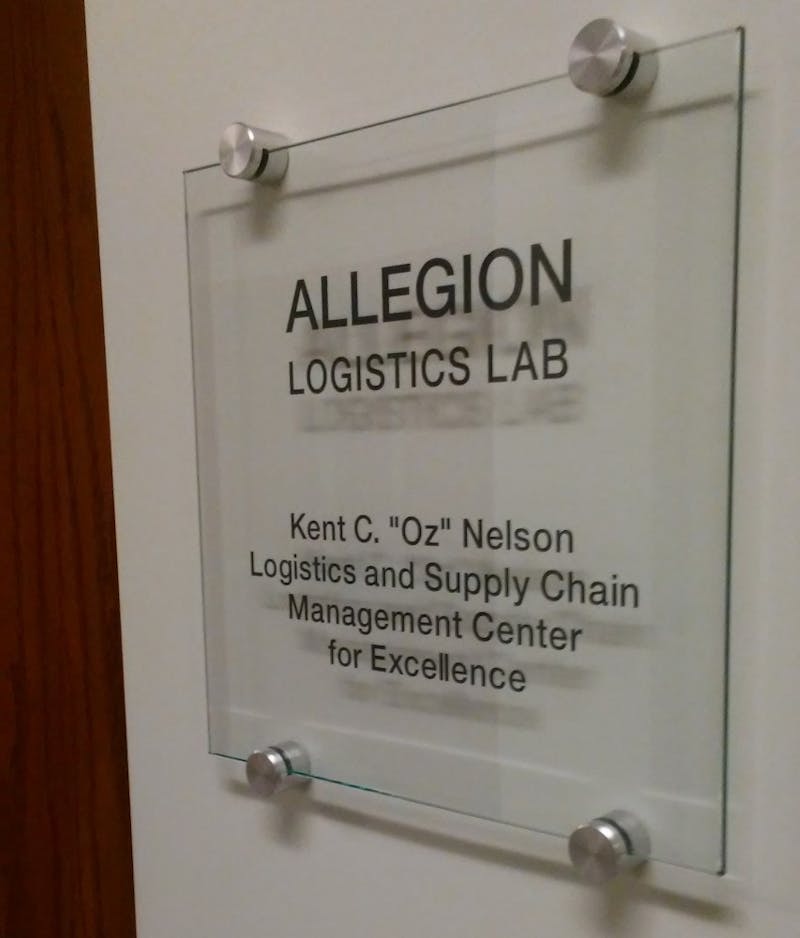 ALLEGION
LOGISTICS LAB
Kent C. "Oz" Nelson
Logistics and Supply Chain
Management Center
for Excellence